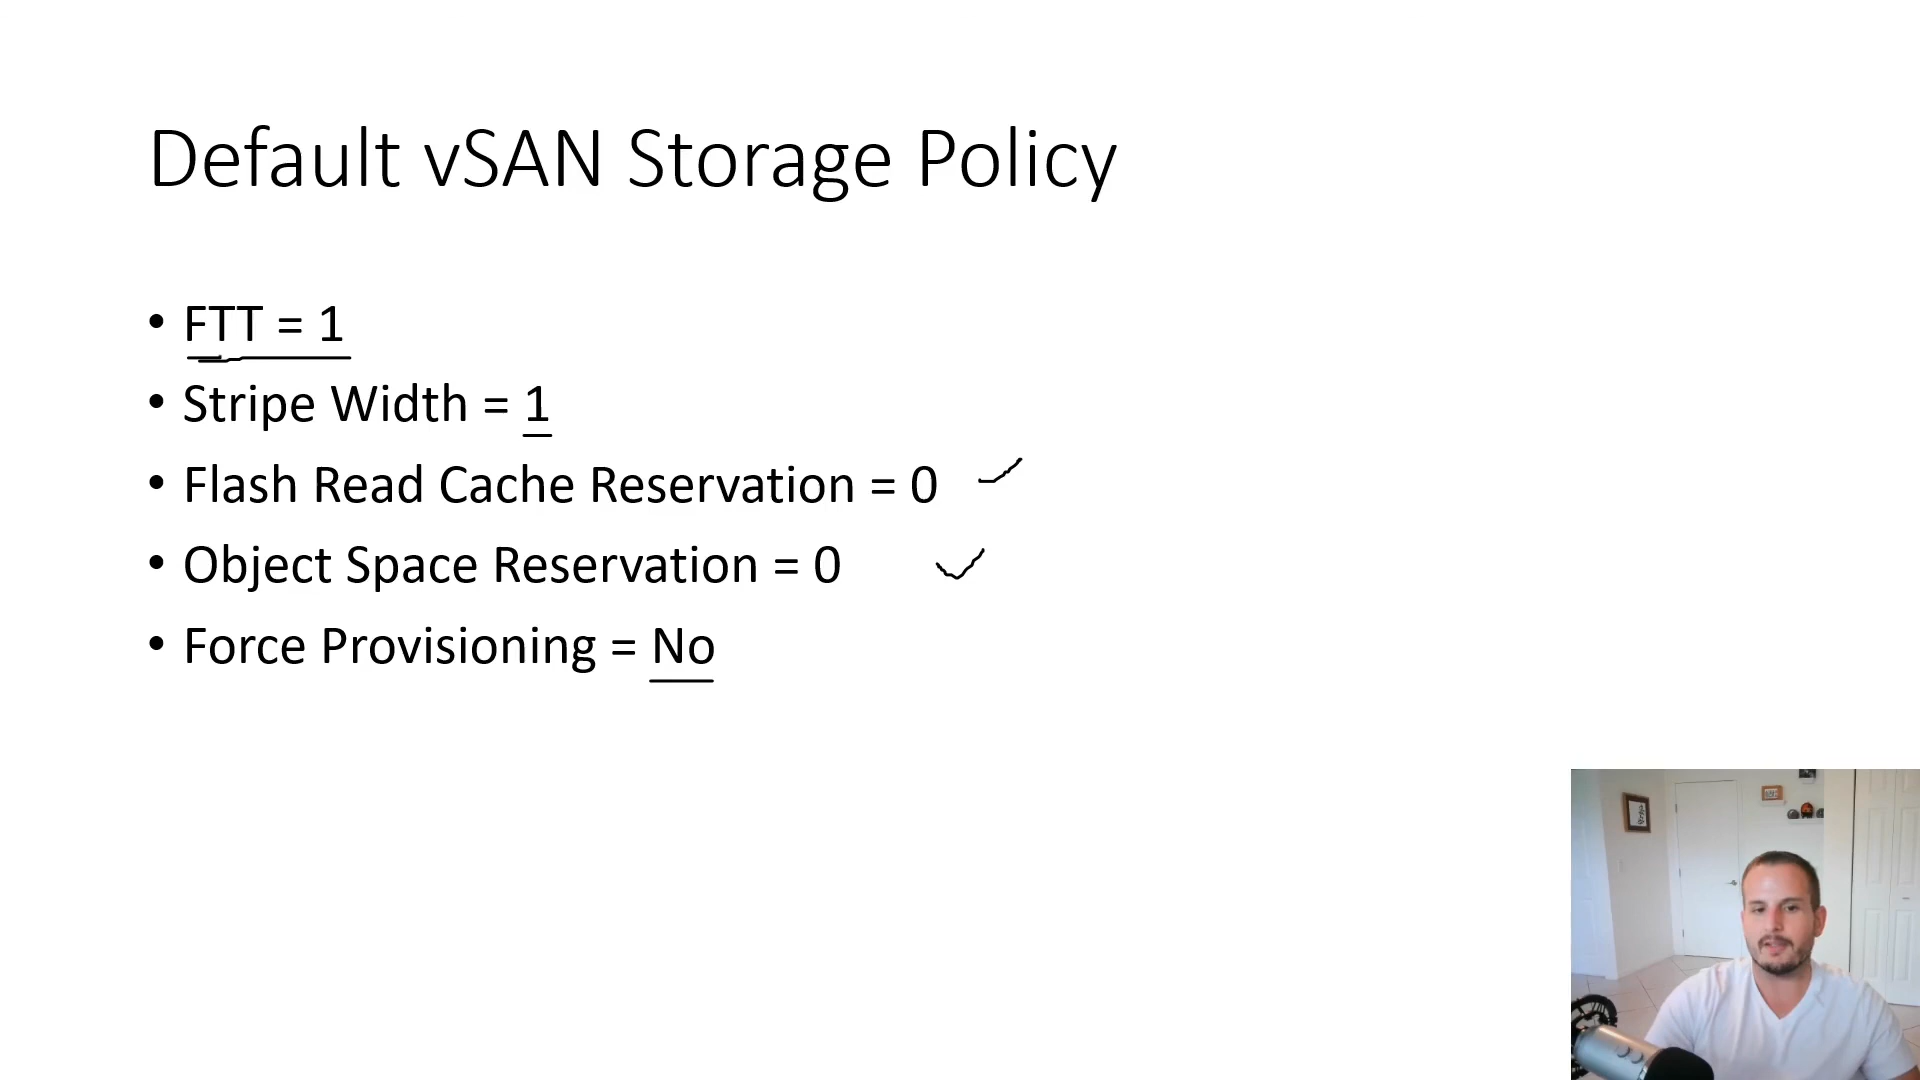 Default vSAN Storage Policy
• FTT = 1
• Stripe Width = 1
• Flash Read Cache Reservation = 0
• Object Space Reservation = 0
• Force Provisioning = No